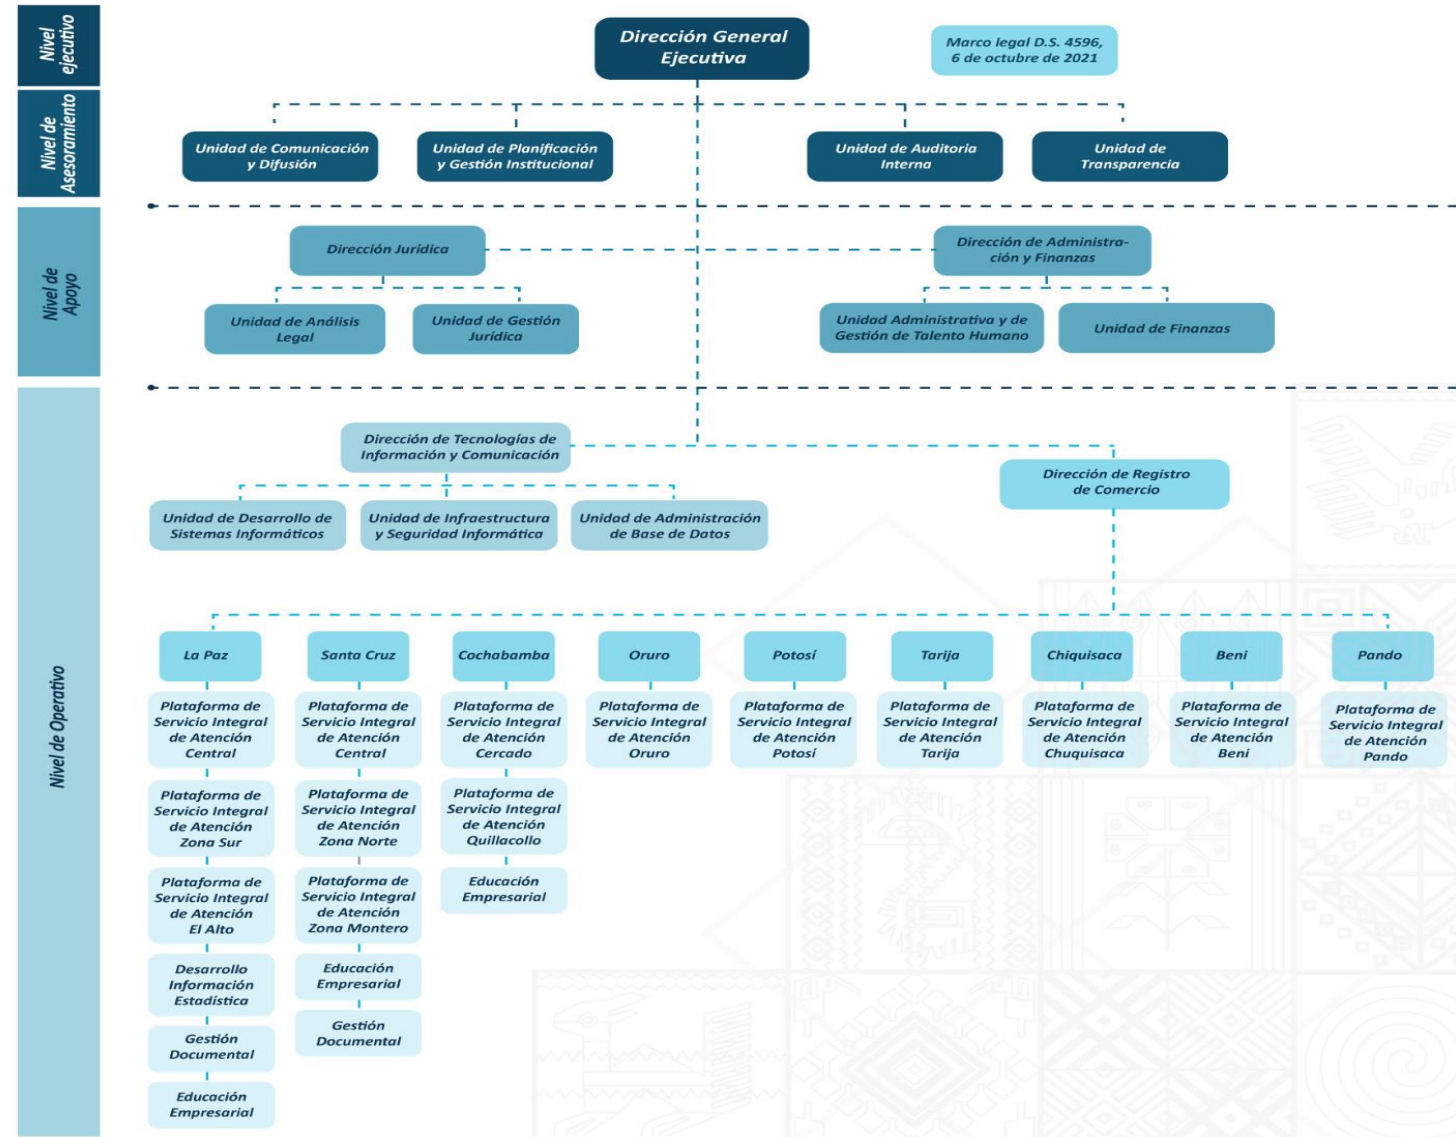 Nivel
ejecutivo
Dirección General
Ejecutiva
Marco legal D.S. 4596,
6 de octubre de 2021
Nivel de
Asesoramiento
Unidad de Comunicación
y Difusión
Unidad de Planificación
y Gestión Institucional
Unidad de Auditoria
Interna
Unidad de
Transparencia
Nivel de
Apoyo
Dirección Jurídica
Dirección de Administra-
ción y Finanzas
Unidad de Análisis
Legal
Unidad de Gestión
Jurídica
Unidad Administrativa y de
Gestión de Talento Humano
Unidad de Finanzas
Nivel de Operativo
Dirección de Tecnologías de
Información y Comunicación
Dirección de Registro
de Comercio
Unidad de Desarrollo de
Sistemas Informáticos
Unidad de Infraestructura
y Seguridad Informática
Unidad de Administración
de Base de Datos
La Paz
Plataforma de
Servicio Integral
de Atención
Central
Plataforma de
Servicio Integral
de Atención
Zona Sur
Plataforma de
Servicio Integral
de Atención
El Alto
Desarrollo
Información
Estadística
Gestión
Documental
Educación
Empresarial
Santa Cruz
Plataforma de
Servicio Integral
de Atención
Central
Plataforma de
Servicio Integral
de Atención
Zona Norte
Plataforma de
Servicio Integral
de Atención
Zona Montero
Educación
Empresarial
Gestión
Documental
Cochabamba
Plataforma de
Servicio Integral
de Atención
Cercado
Plataforma de
Servicio Integral
de Atención
Quillacollo
Educación
Empresarial
Oruro
Plataforma de
Servicio Integral
de Atención
Oruro
Potosí
Plataforma de
Servicio Integral
de Atención
Potosí
Tarija
Plataforma de
Servicio Integral
de Atención
Tarija
Chiquisaca
Plataforma de
Servicio Integral
de Atención
Chuquisaca
Beni
Plataforma de
Servicio Integral
de Atención
Beni
Pando
Plataforma de
Servicio Integral
de Atención
Pando